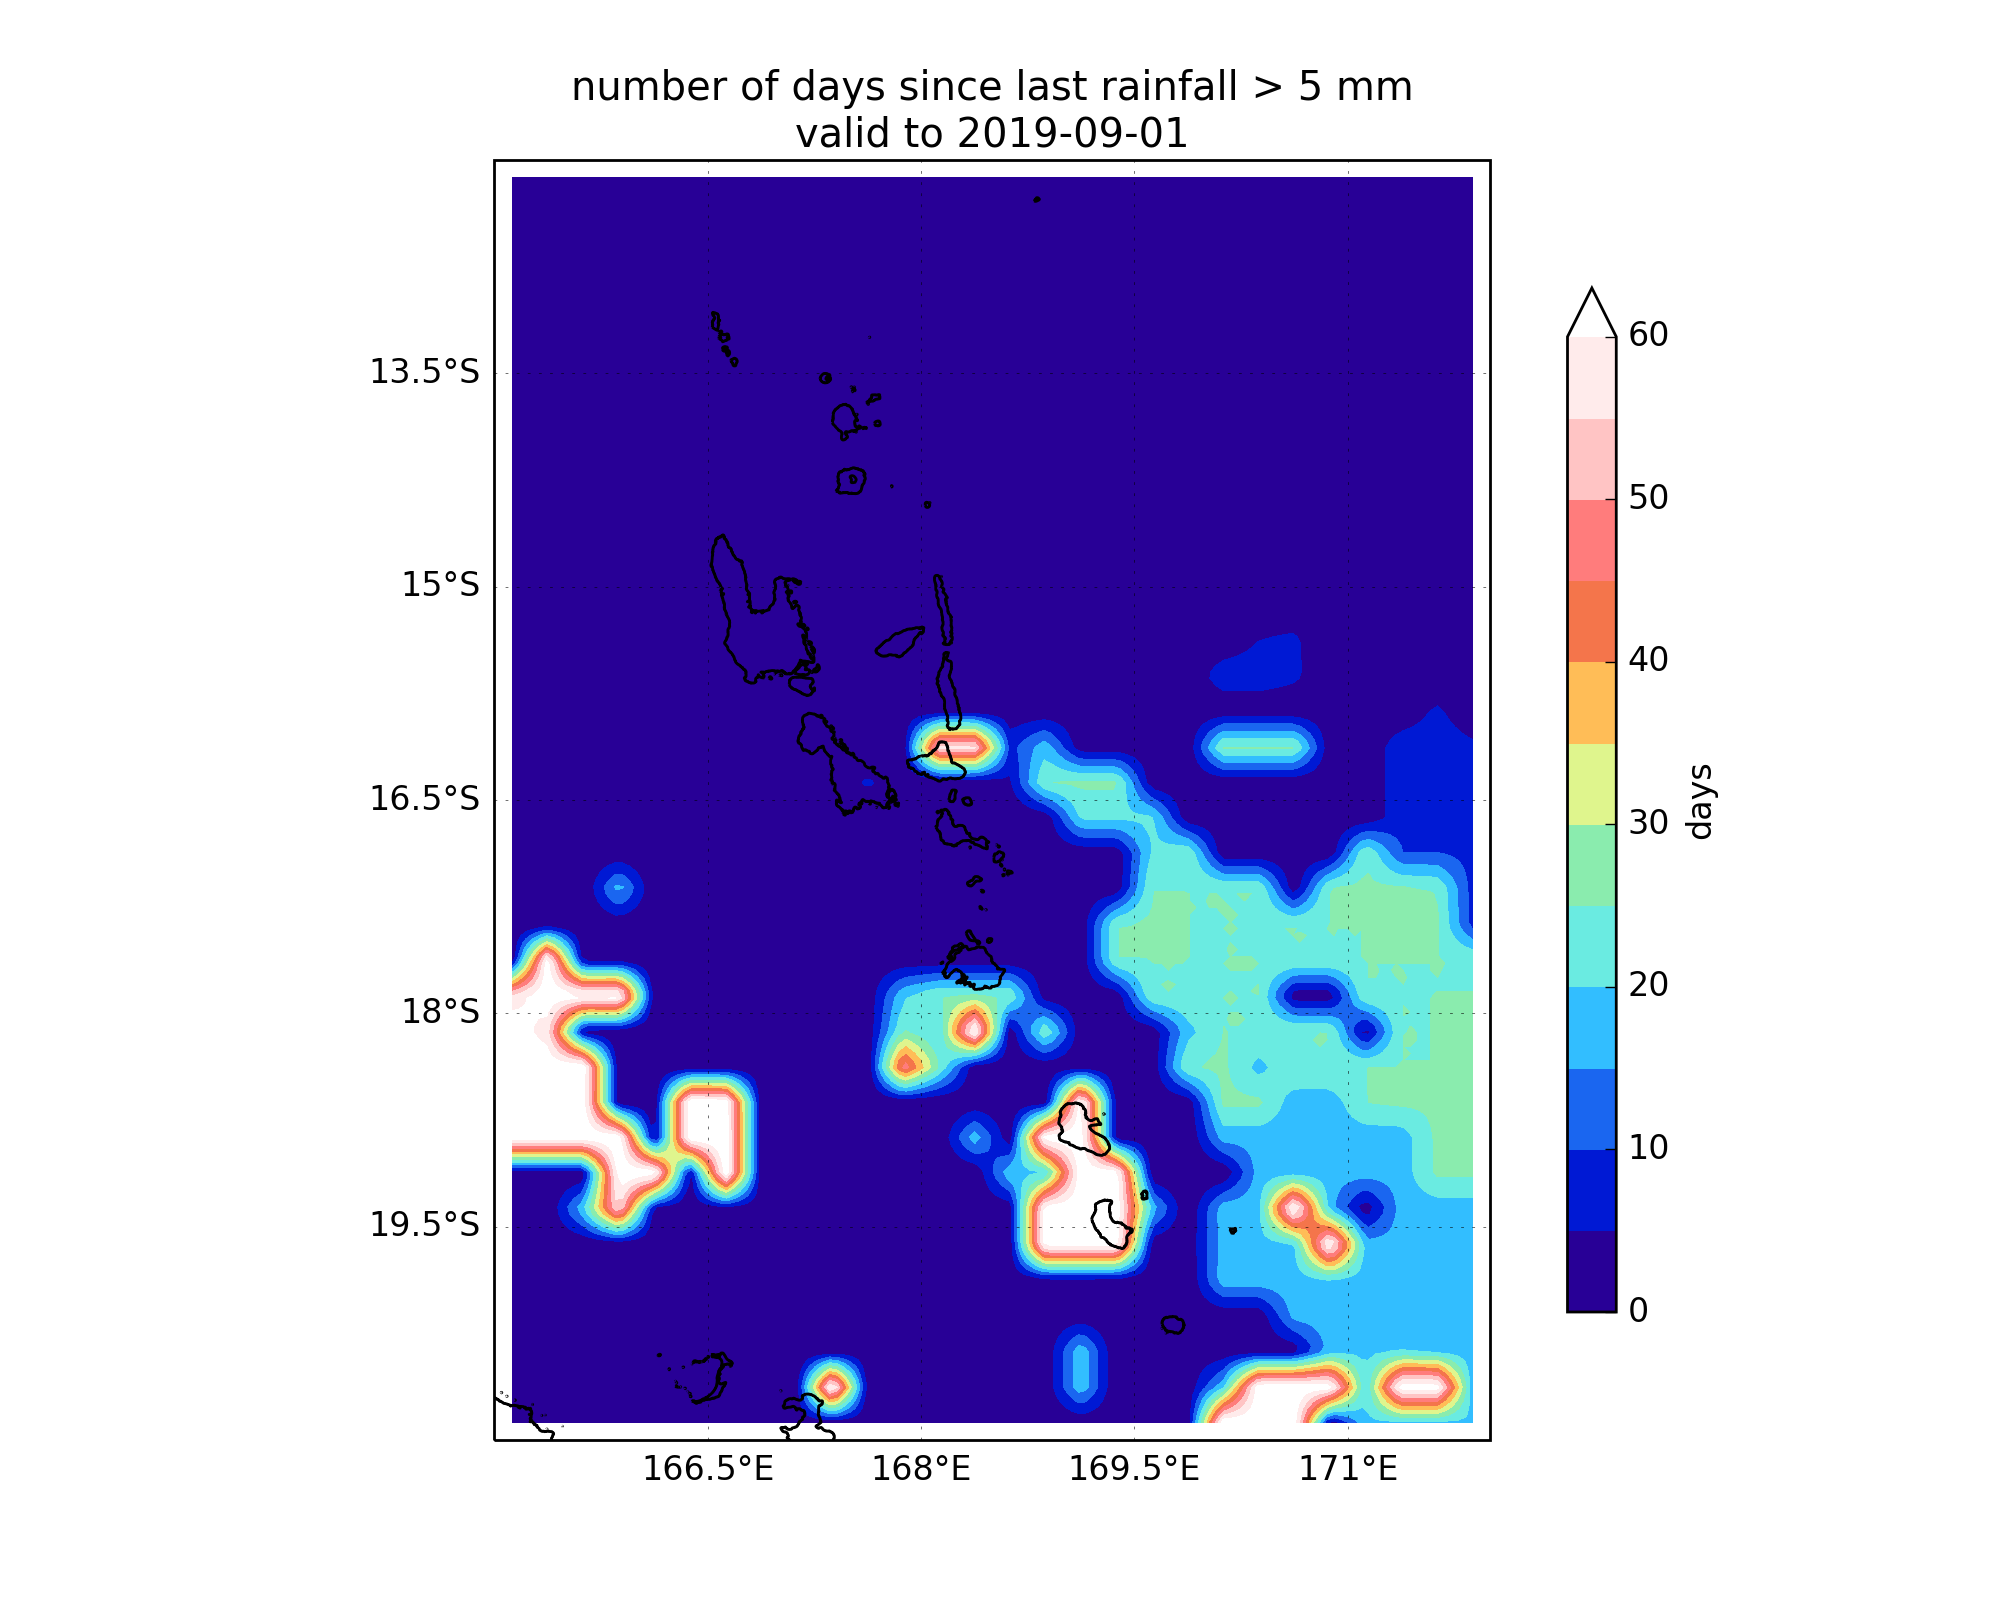 number of days since last rainfall > 5 mm
valid to 2019-09-01
13.5°S
15°S
16.5°S
18°S
19.5°S
166.5°E
168°E
169.5°E
171°E
60
50
40
30
20
10
0
days